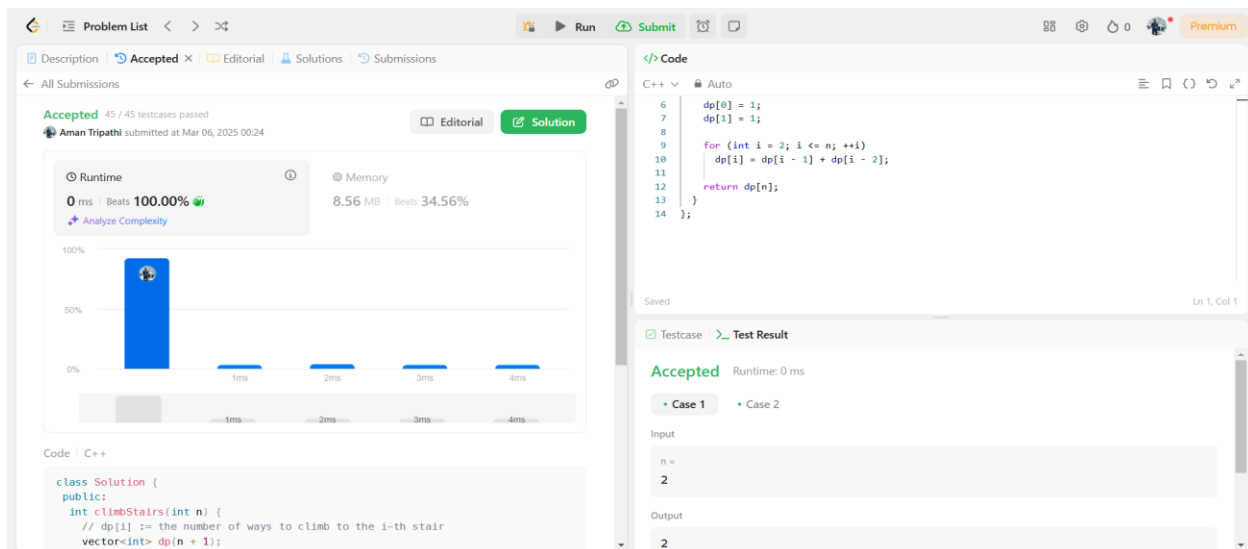 Problem List
Run
Submit
0
Premium
Description
Accepted
Editorial
Solutions
Submissions
All Submissions
Accepted 45 / 45 testcases passed
Aman Tripathi submitted at Mar 06, 2025 00:24
Editorial
Solution
Runtime
0 ms Beats 100.00%
Analyze Complexity
Memory
8.56 MB Beats 34.56%
100%
50%
0%
1ms 2ms 3ms 4ms
1ms 2ms 3ms 4ms
Code C++
class Solution {
public:
int climbStairs(int n) {
// dp[i] := the number of ways to climb to the i-th stair
vector<int> dp(n + 1);
</> Code
C++ Auto
6 dp[0] = 1;
7 dp[1] = 1;
8
9 for (int i = 2; i <= n; ++i)
10 dp[i] = dp[i - 1] + dp[i - 2];
11
12 return dp[n];
13 }
14 };
Saved
Ln 1, Col 1
Testcase
Test Result
Accepted Runtime: 0 ms
• Case 1 • Case 2
Input
n =
2
Output
2